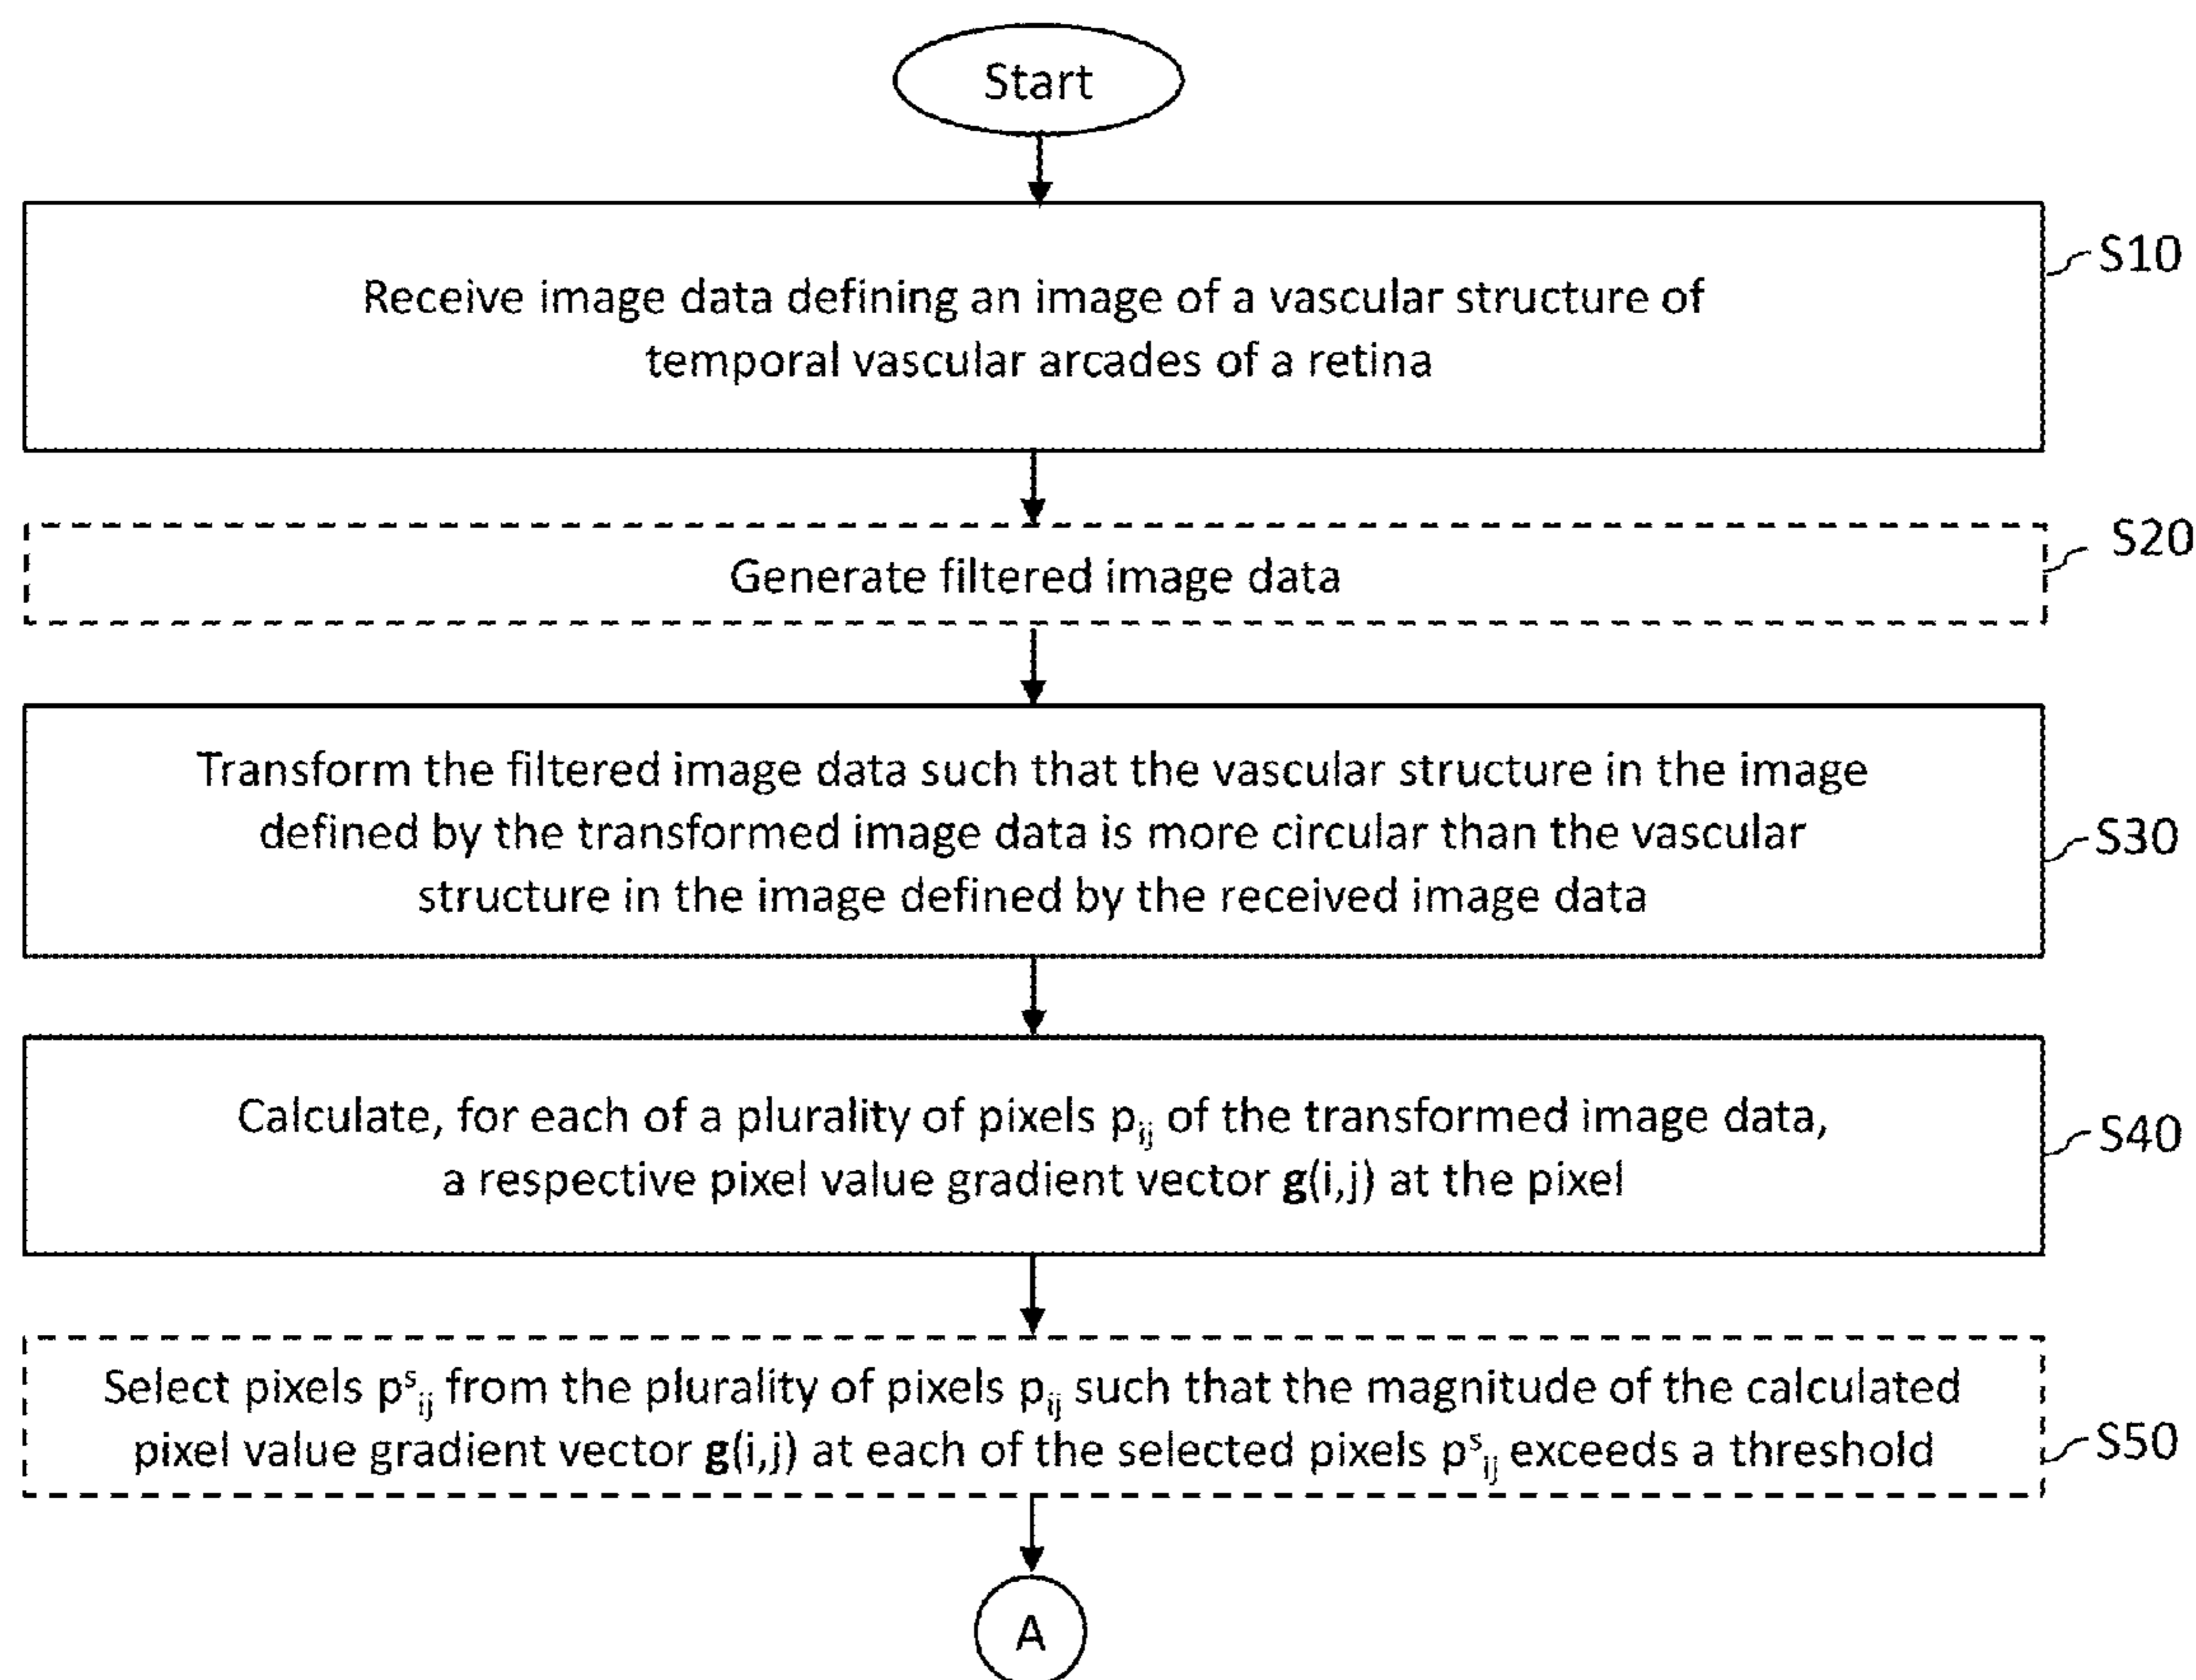 Start
Receive image data defining an image of a vascular structure of
temporal vascular arcades of a retina
S10
Generate filtered image data
S20
Transform the filtered image data such that the vascular structure in the image
defined by the transformed image data is more circular than the vascular
structure in the image defined by the received image data
S30
Calculate, for each of a plurality of pixels pᵢⱼ of the transformed image data,
a respective pixel value gradient vector g(i,j) at the pixel
S40
Select pixels pˢᵢⱼ from the plurality of pixels pᵢⱼ such that the magnitude of the calculated
pixel value gradient vector g(i,j) at each of the selected pixels pˢᵢⱼ exceeds a threshold
S50
A